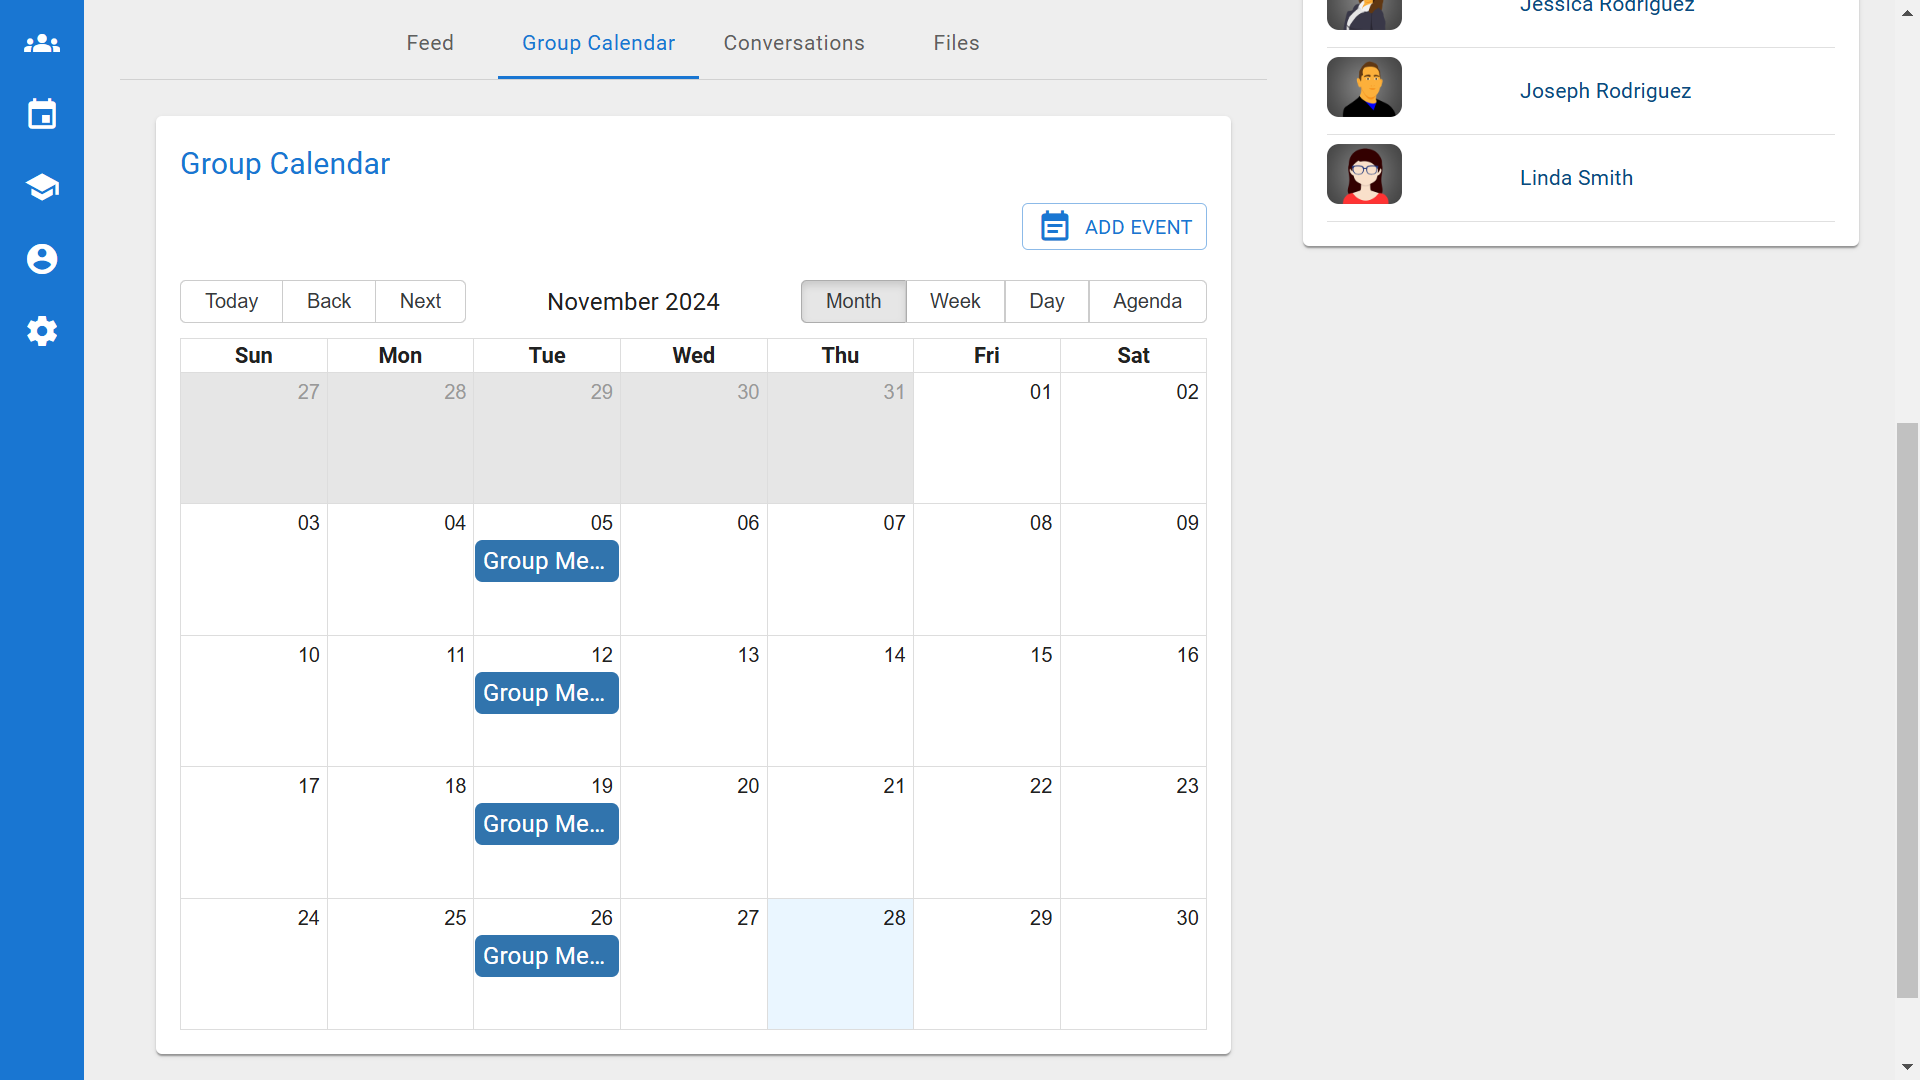 Feed
Group Calendar
Conversations
Files
Jessica Rodriguez
Joseph Rodriguez
Linda Smith
Group Calendar
ADD EVENT
Today Back Next
November 2024
Month Week Day Agenda
Sun Mon Tue Wed Thu Fri Sat
27 28 29 30 31 01 02
03 04 05 06 07 08 09
Group Me...
10 11 12 13 14 15 16
Group Me...
17 18 19 20 21 22 23
Group Me...
24 25 26 27 28 29 30
Group Me...